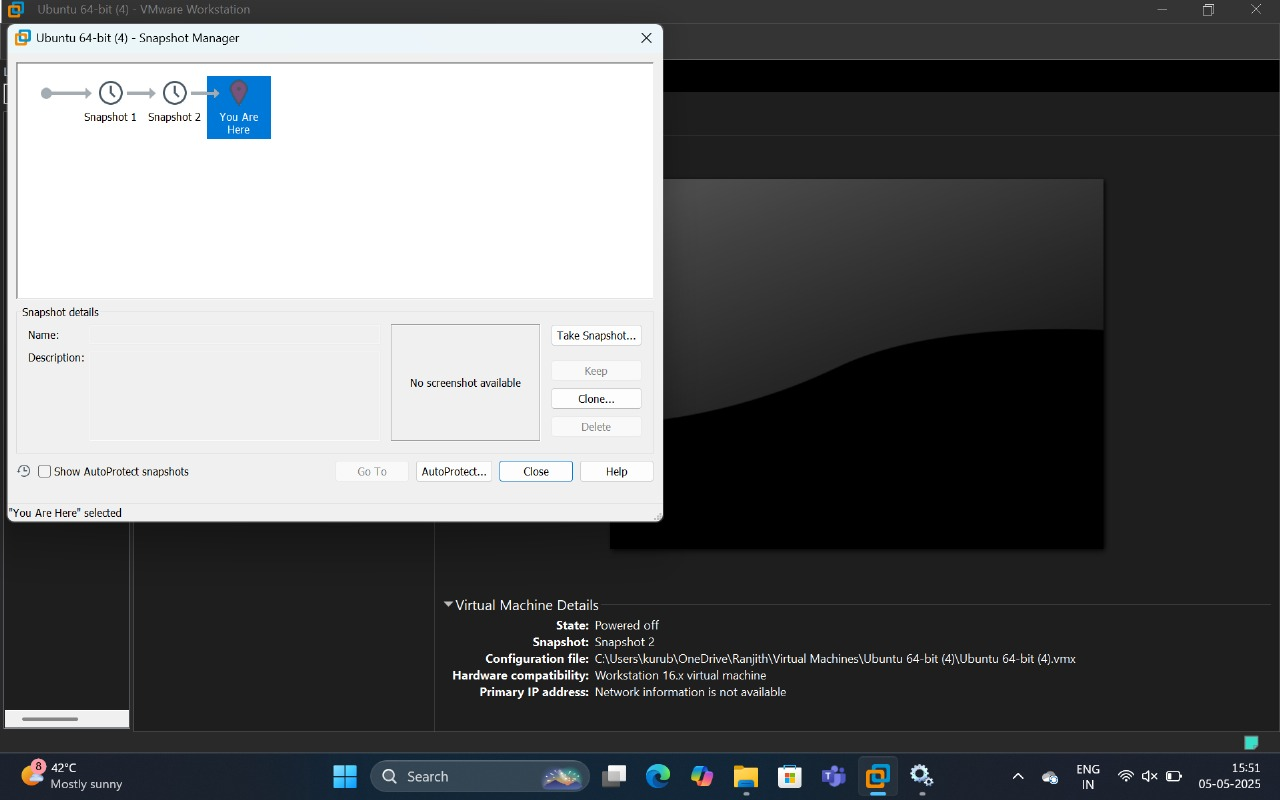 Ubuntu 64-bit (4) - VMware Workstation
Ubuntu 64-bit (4) - Snapshot Manager
Snapshot 1
Snapshot 2
You Are
Here
Snapshot details
Name:
Description:
No screenshot available
Take Snapshot...
Keep
Clone...
Delete
Show AutoProtect snapshots
Go To
AutoProtect...
Close
Help
"You Are Here" selected
Virtual Machine Details
State: Powered off
Snapshot: Snapshot 2
Configuration file: C:\Users\kurub\OneDrive\Ranjith\Virtual Machines\Ubuntu 64-bit (4)\Ubuntu 64-bit (4).vmx
Hardware compatibility: Workstation 16.x virtual machine
Primary IP address: Network information is not available
8
42°C
Mostly sunny
Search
ENG
IN
15:51
05-05-2025